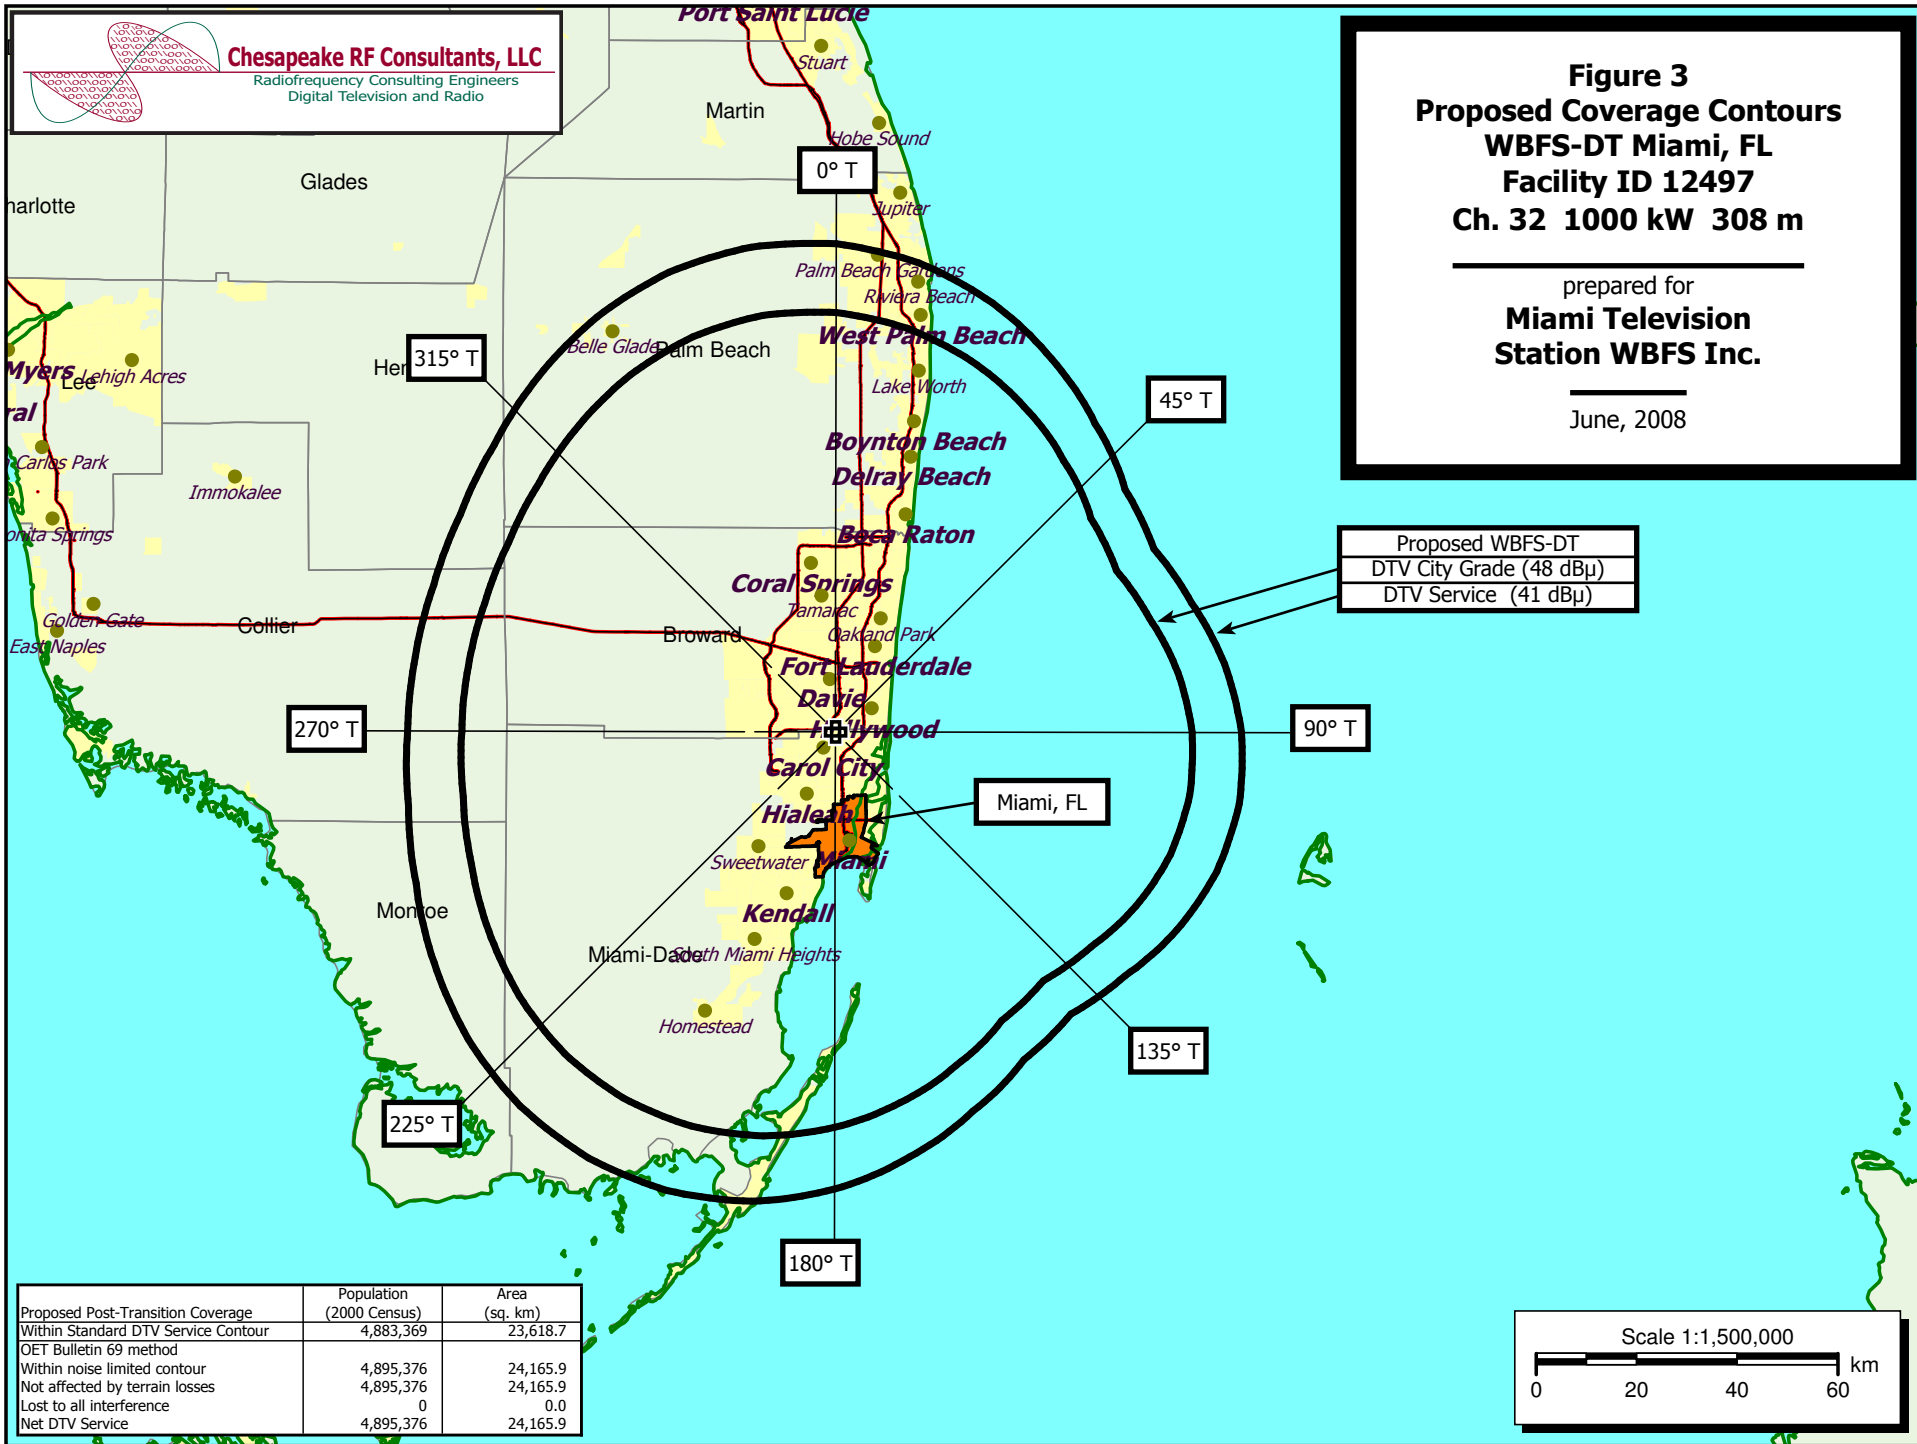 Chesapeake RF Consultants, LLC
Radiofrequency Consulting Engineers
Digital Television and Radio
Figure 3
Proposed Coverage Contours
WBFS-DT Miami, FL
Facility ID 12497
Ch. 32 1000 kW 308 m
prepared for
Miami Television
Station WBFS Inc.
June, 2008
Port Saint Lucie
Stuart
Martin
Hobe Sound
0° T
Glades
harlotte
Jupiter
Palm Beach Gardens
Riviera Beach
West Palm Beach
Belle Glade
Palm Beach
315° T
Her
Myers
Lee
Lehigh Acres
Lake Worth
45° T
ral
Boynton Beach
Carlos Park
Delray Beach
Immokalee
onita Springs
Boca Raton
Proposed WBFS-DT
DTV City Grade (48 dBµ)
DTV Service (41 dBµ)
Coral Springs
Tamarac
Golden Gate
Collier
Broward
Oakland Park
East Naples
Fort Lauderdale
Davie
270° T
Hollywood
90° T
Carol City
Miami, FL
Hialeah
Sweetwater
Miami
Monroe
Kendall
Miami-Dade
South Miami Heights
Homestead
135° T
225° T
180° T
Proposed Post-Transition Coverage Population (2000 Census) Area (sq. km)
Within Standard DTV Service Contour 4,883,369 23,618.7
OET Bulletin 69 method
Within noise limited contour 4,895,376 24,165.9
Not affected by terrain losses 4,895,376 24,165.9
Lost to all interference 0 0.0
Net DTV Service 4,895,376 24,165.9
Scale 1:1,500,000
km
0 20 40 60